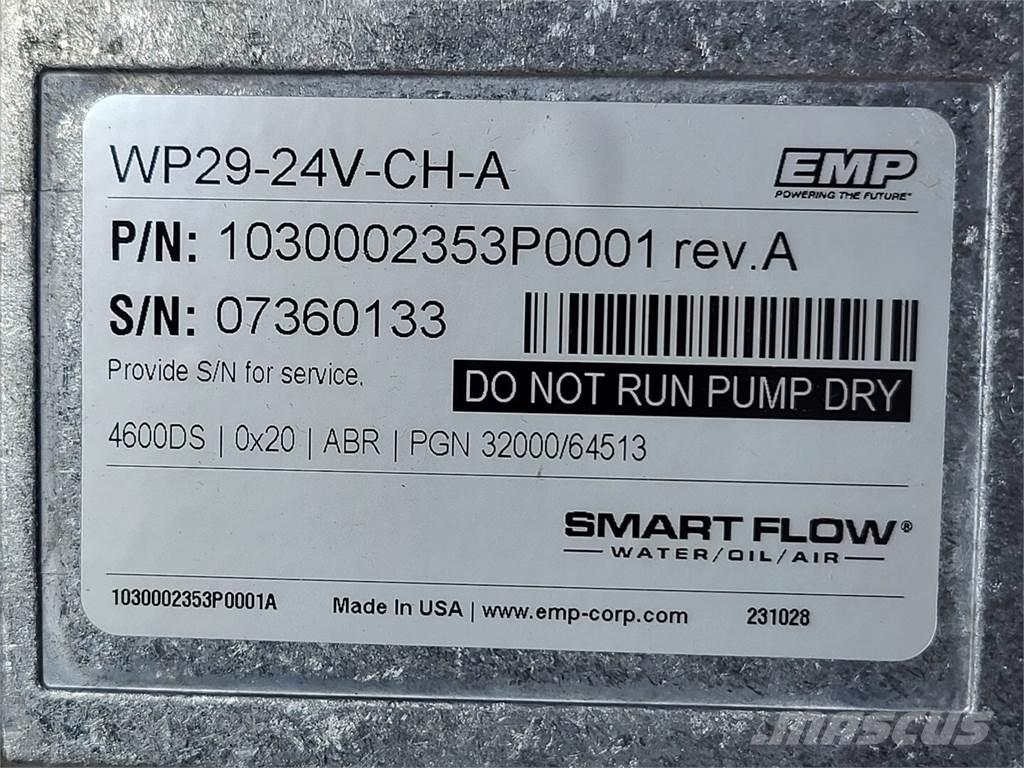 WP29-24V-CH-A
EMP
POWERING THE FUTURE™
P/N: 1030002353P0001 rev.A
S/N: 07360133
Provide S/N for service.
DO NOT RUN PUMP DRY
4600DS | 0x20 | ABR | PGN 32000/64513
SMART FLOW®
WATER/OIL/AIR
1030002353P0001A Made In USA | www.emp-corp.com 231028
MASCUS